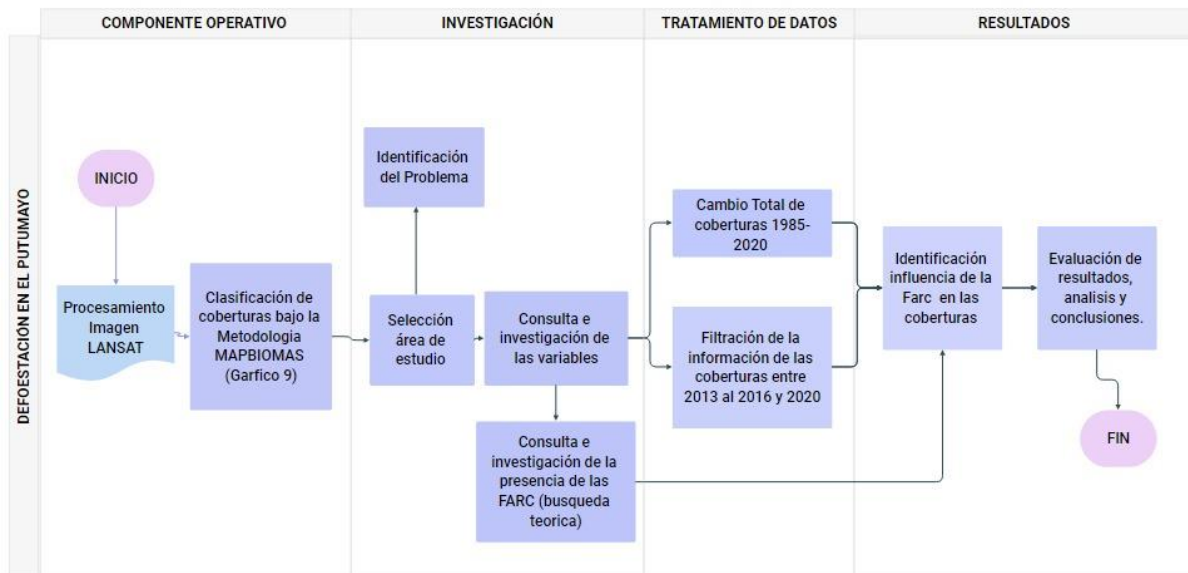 COMPONENTE OPERATIVO
INVESTIGACIÓN
TRATAMIENTO DE DATOS
RESULTADOS
DEFOESTACIÓN EN EL PUTUMAYO
INICIO
Procesamiento
Imagen
LANSAT
Clasificación de
coberturas bajo la
Metodologia
MAPBIOMAS
(Garfico 9)
Identificación
del Problema
Selección
área de
estudio
Consulta e
investigación de
las variables
Consulta e
investigación de la
presencia de las
FARC (busqueda
teorica)
Cambio Total de
coberturas 1985-
2020
Filtración de la
información de las
coberturas entre
2013 al 2016 y 2020
Identificación
influencia de la
Farc en las
coberturas
Evaluación de
resultados,
analisis y
conclusiones.
FIN